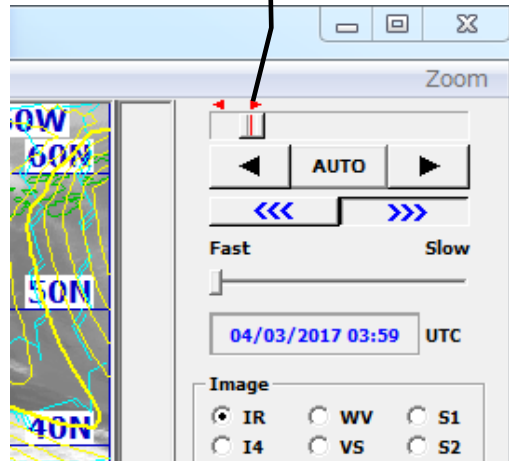 Zoom
0W
60N
AUTO
<<< >>>
Fast Slow
50N
04/03/2017 03:59 UTC
Image
40N
IR WV S1
I4 VS S2